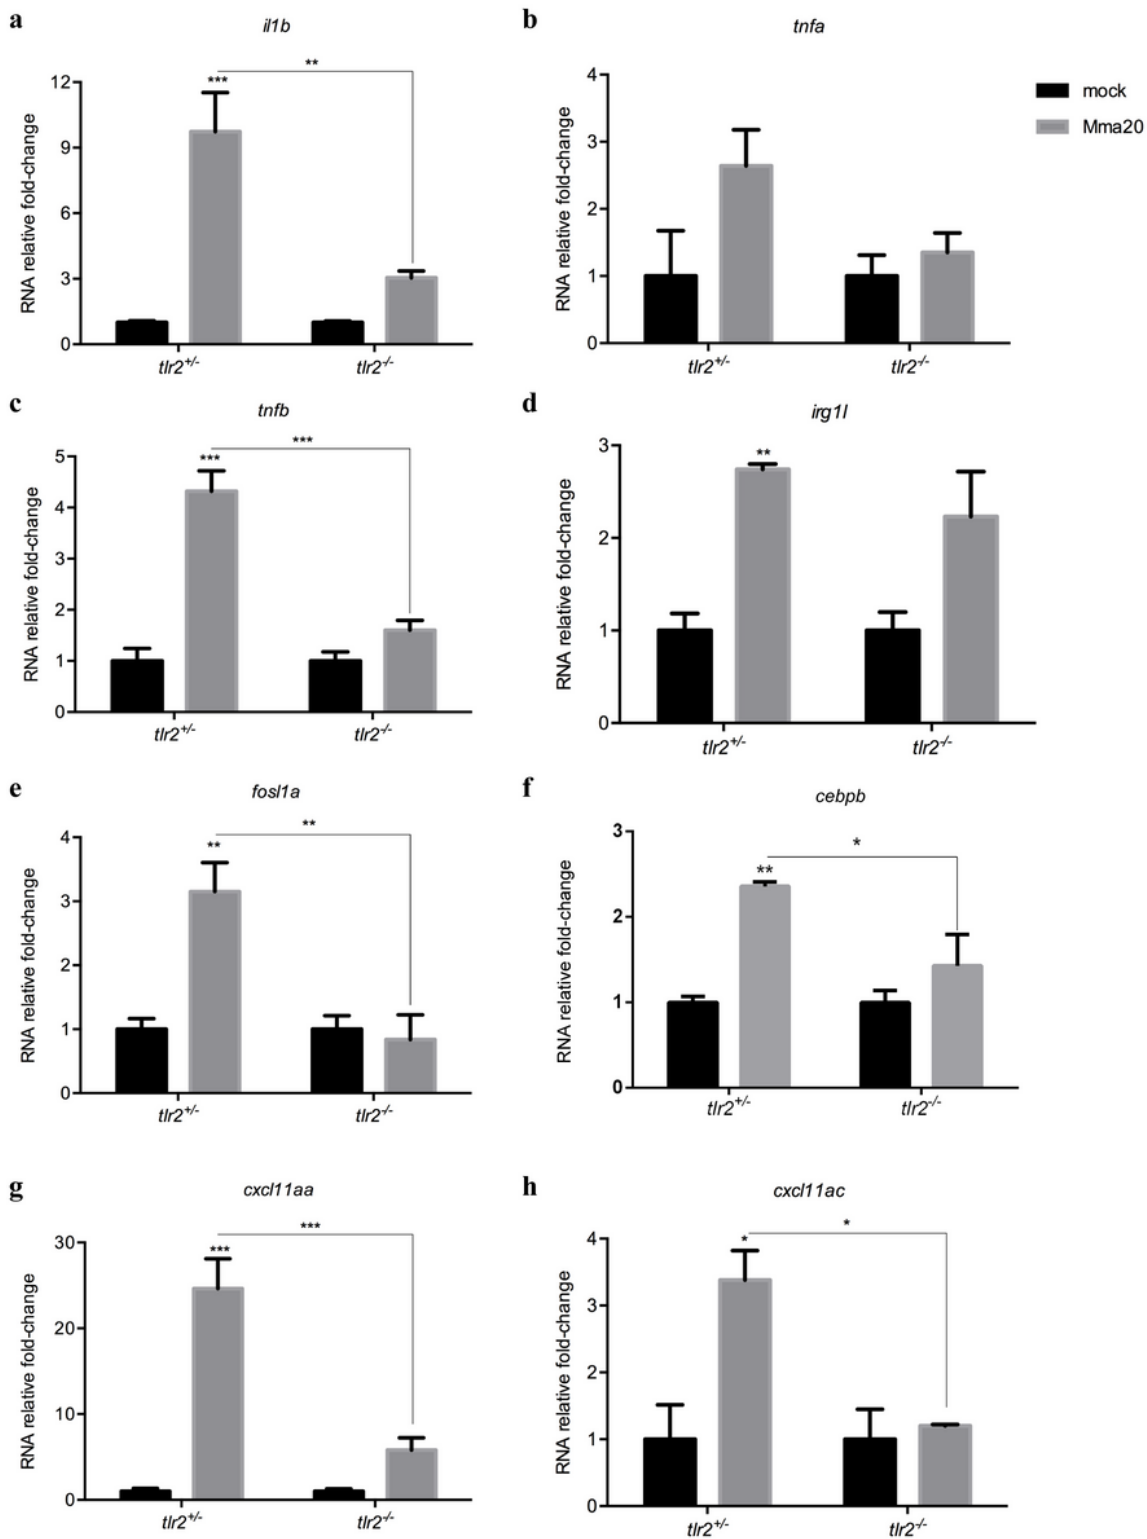 a
il1b
**
***
12
9
6
3
0
RNA relative fold-change
tlr2+/-
tlr2-/-
b
tnfa
4
3
2
1
0
RNA relative fold-change
tlr2+/-
tlr2-/-
mock
Mma20
c
tnfb
***
***
5
4
3
2
1
0
RNA relative fold-change
tlr2+/-
tlr2-/-
d
irg1l
**
3
2
1
0
RNA relative fold-change
tlr2+/-
tlr2-/-
e
fosl1a
**
**
4
3
2
1
0
RNA relative fold-change
tlr2+/-
tlr2-/-
f
cebpb
*
**
3
2
1
0
RNA relative fold-change
tlr2+/-
tlr2-/-
g
cxcl11aa
***
***
30
20
10
0
RNA relative fold-change
tlr2+/-
tlr2-/-
h
cxcl11ac
*
*
4
3
2
1
0
RNA relative fold-change
tlr2+/-
tlr2-/-